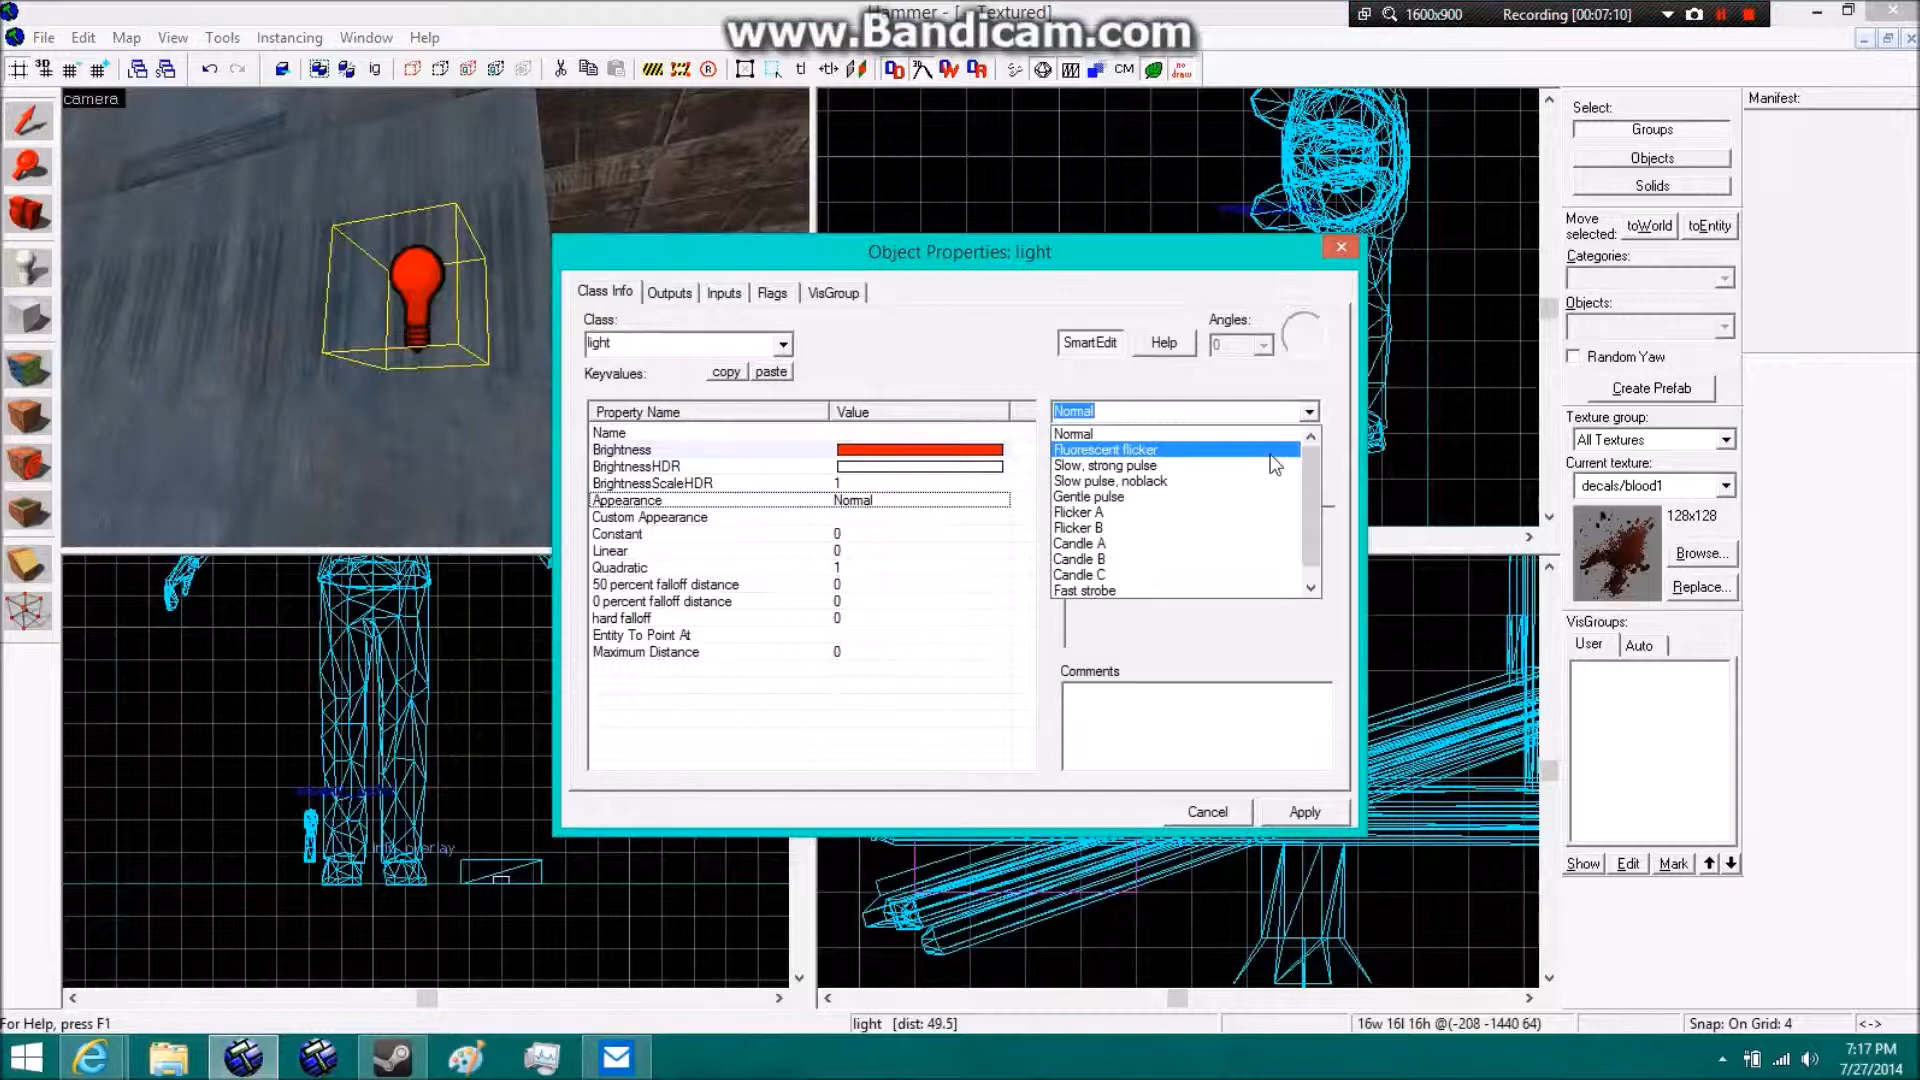 Hammer - [ Textured]
www.Bandicam.com
1600x900
Recording [00:07:10]
File Edit Map View Tools Instancing Window Help
ig
tl
CM
no draw
camera
Select:
Groups
Objects
Solids
Move selected:
toWorld
toEntity
Categories:
Objects:
Random Yaw
Create Prefab
Texture group:
All Textures
Current texture:
decals/blood1
128x128
Browse...
Replace...
VisGroups:
User Auto
Show Edit Mark
Manifest:
Object Properties: light
Class Info Outputs Inputs Flags VisGroup
Class:
light
Keyvalues:
copy paste
SmartEdit Help
Angles:
0
Property Name Value
Name
Brightness
BrightnessHDR
BrightnessScaleHDR 1
Appearance Normal
Custom Appearance
Constant 0
Linear 0
Quadratic 1
50 percent falloff distance 0
0 percent falloff distance 0
hard falloff 0
Entity To Point At
Maximum Distance 0
Normal
Normal
Fluorescent flicker
Slow, strong pulse
Slow pulse, noblack
Gentle pulse
Flicker A
Flicker B
Candle A
Candle B
Candle C
Fast strobe
Comments
Cancel Apply
For Help, press F1
light [dist: 49.5]
16w 16l 16h @(-208 -1440 64)
Snap: On Grid: 4
<->
7:17 PM
7/27/2014